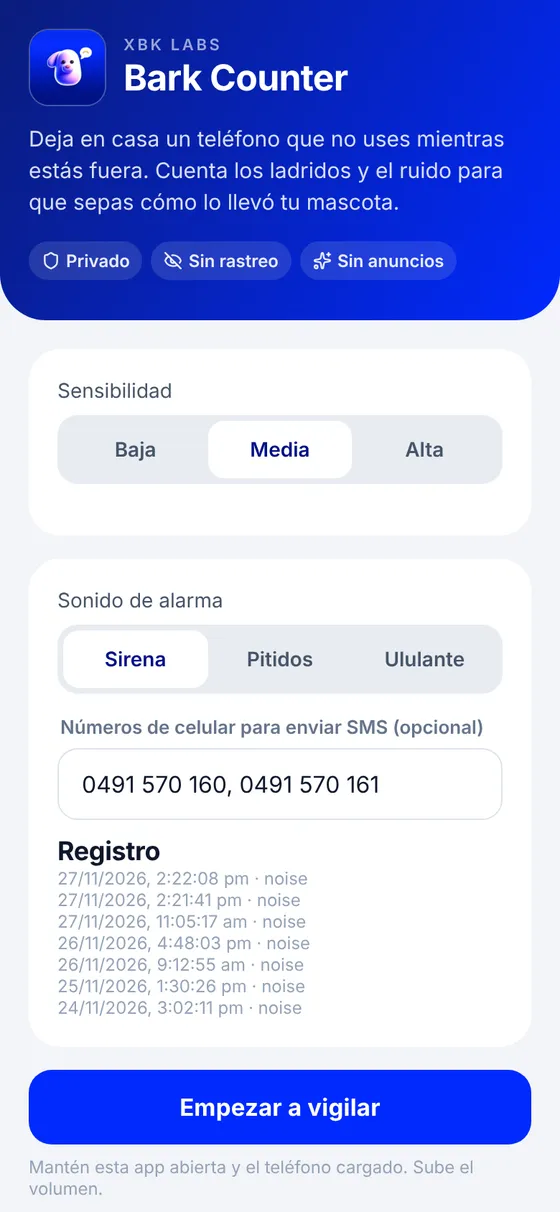 XBK LABS
Bark Counter
Deja en casa un teléfono que no uses mientras
estás fuera. Cuenta los ladridos y el ruido para
que sepas cómo lo llevó tu mascota.
Privado
Sin rastreo
Sin anuncios
Sensibilidad
Baja
Media
Alta
Sonido de alarma
Sirena
Pitidos
Ululante
Números de celular para enviar SMS (opcional)
0491 570 160, 0491 570 161
Registro
27/11/2026, 2:22:08 pm · noise
27/11/2026, 2:21:41 pm · noise
27/11/2026, 11:05:17 am · noise
26/11/2026, 4:48:03 pm · noise
26/11/2026, 9:12:55 am · noise
25/11/2026, 1:30:26 pm · noise
24/11/2026, 3:02:11 pm · noise
Empezar a vigilar
Mantén esta app abierta y el teléfono cargado. Sube el
volumen.